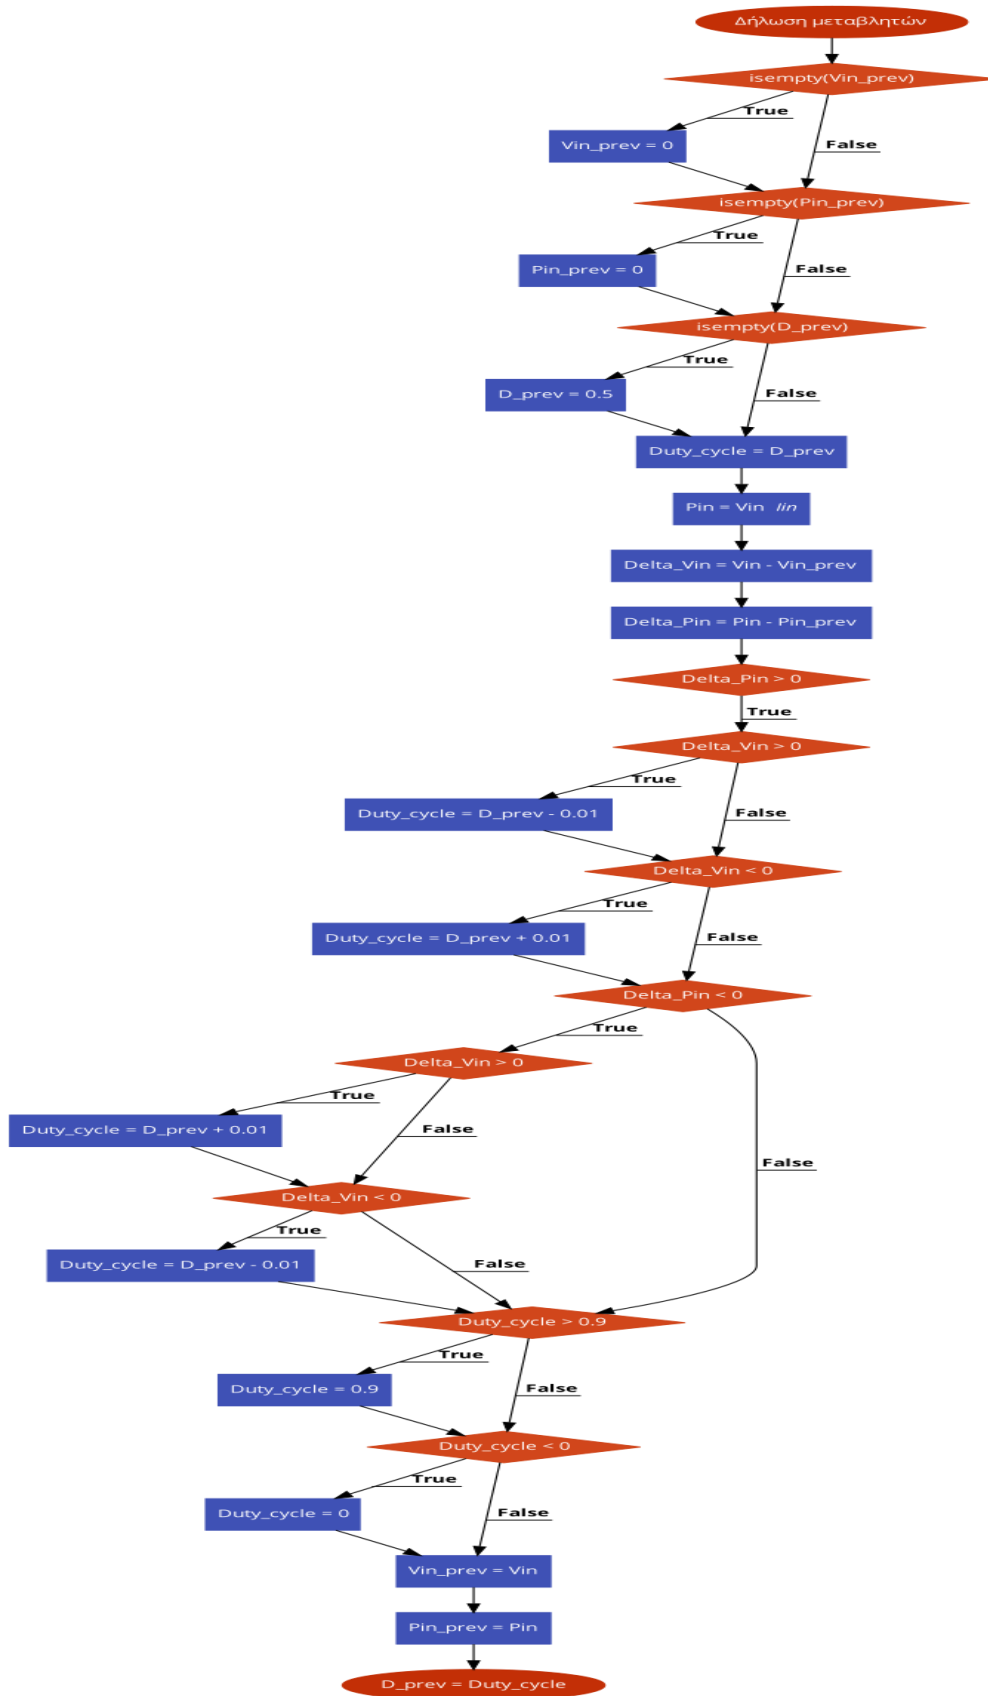 Δήλωση μεταβλητών
isempty(Vin_prev)
True
Vin_prev = 0
False
isempty(Pin_prev)
True
Pin_prev = 0
False
isempty(D_prev)
True
D_prev = 0.5
False
Duty_cycle = D_prev
Pin = Vin Iin
Delta_Vin = Vin - Vin_prev
Delta_Pin = Pin - Pin_prev
Delta_Pin > 0
True
Delta_Vin > 0
True
Duty_cycle = D_prev - 0.01
False
Delta_Vin < 0
True
Duty_cycle = D_prev + 0.01
False
Delta_Pin < 0
True
Delta_Vin > 0
True
Duty_cycle = D_prev + 0.01
False
False
Delta_Vin < 0
True
Duty_cycle = D_prev - 0.01
False
Duty_cycle > 0.9
True
Duty_cycle = 0.9
False
Duty_cycle < 0
True
Duty_cycle = 0
False
Vin_prev = Vin
Pin_prev = Pin
D_prev = Duty_cycle